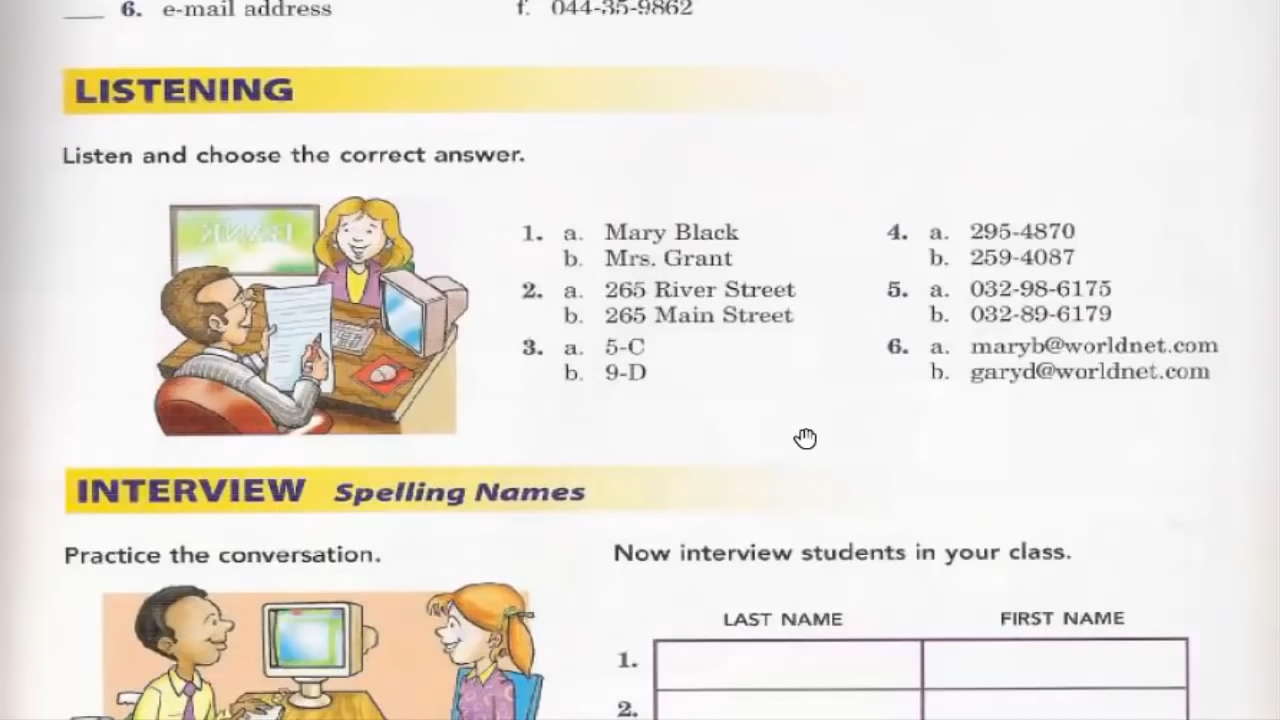 ___ 6. e-mail address f. 044-35-9862
LISTENING
Listen and choose the correct answer.
1. a. Mary Black
b. Mrs. Grant
2. a. 265 River Street
b. 265 Main Street
3. a. 5-C
b. 9-D
4. a. 295-4870
b. 259-4087
5. a. 032-98-6175
b. 032-89-6179
6. a. maryb@worldnet.com
b. garyd@worldnet.com
INTERVIEW Spelling Names
Practice the conversation.
Now interview students in your class.
LAST NAME FIRST NAME
1.
2.